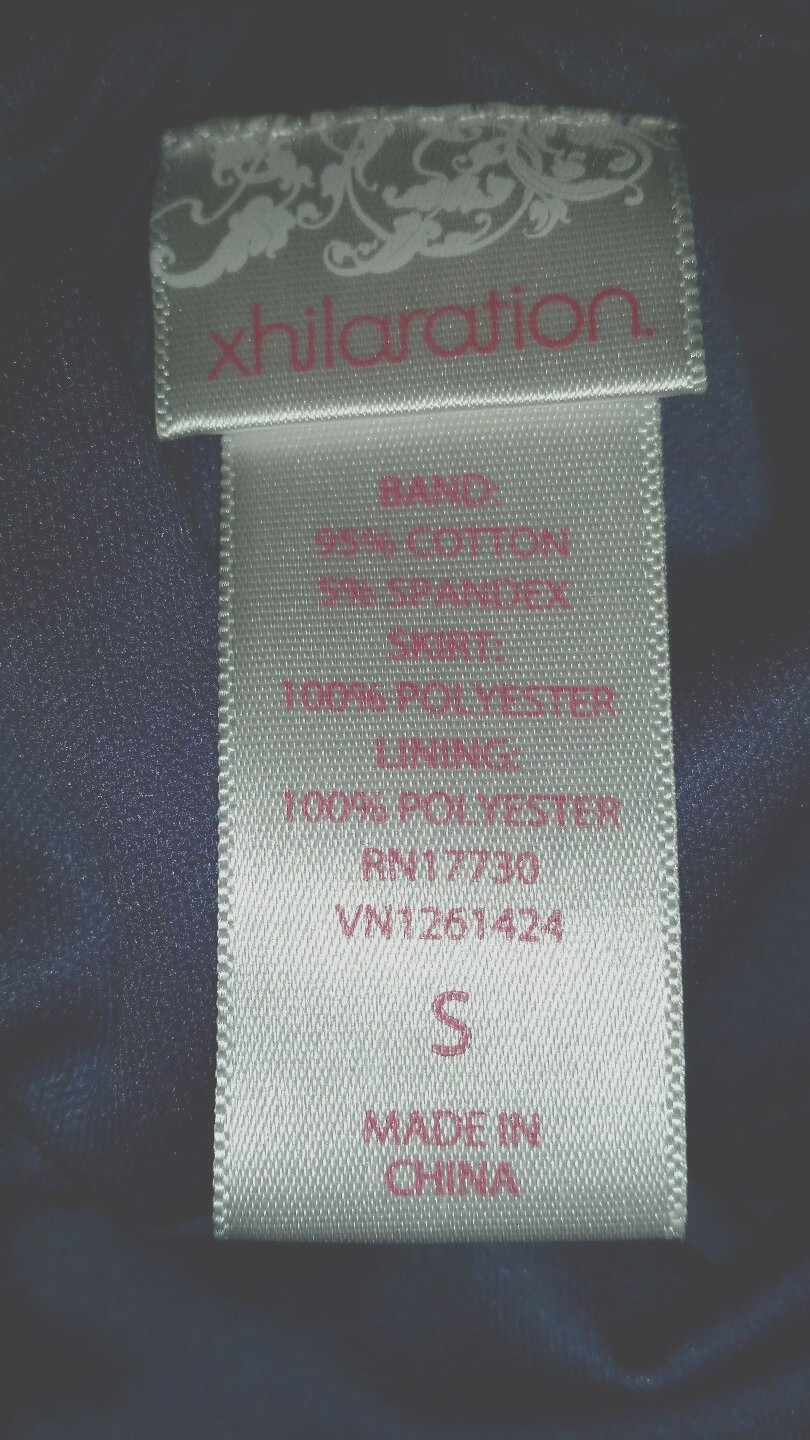 xhilaration.
BAND:
95% COTTON
5% SPANDEX
SKIRT:
100% POLYESTER
LINING:
100% POLYESTER
RN17730
VN1261424
S
MADE IN
CHINA